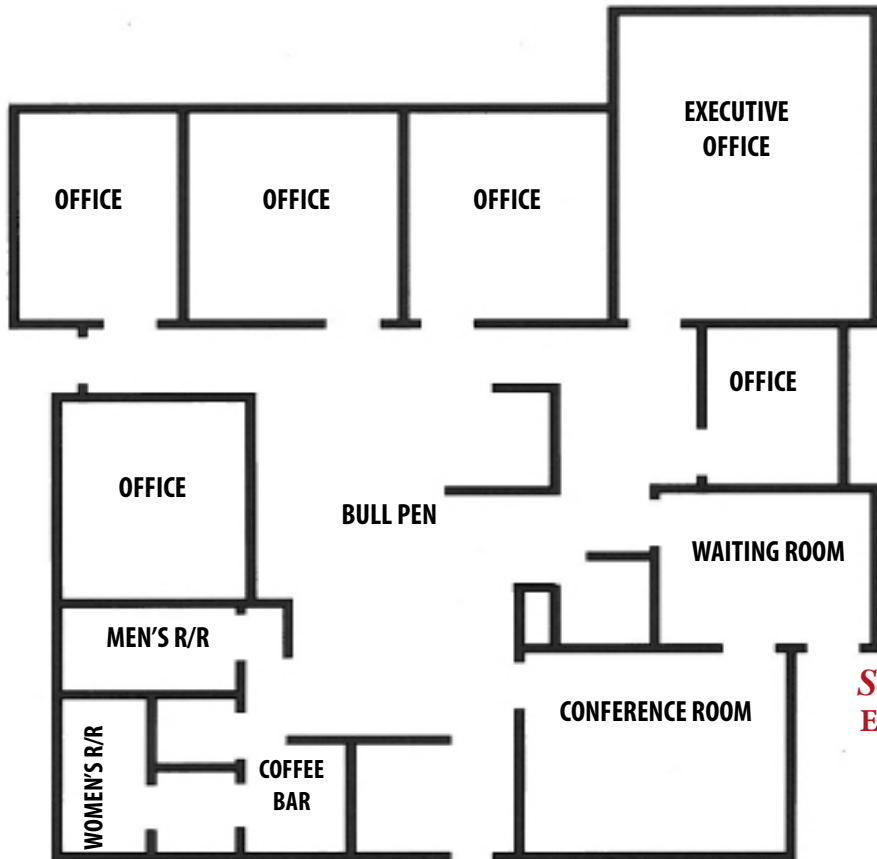 EXECUTIVE
OFFICE
OFFICE
OFFICE
OFFICE
OFFICE
OFFICE
BULL PEN
WAITING ROOM
MEN'S R/R
CONFERENCE ROOM
WOMEN'S R/R
COFFEE
BAR